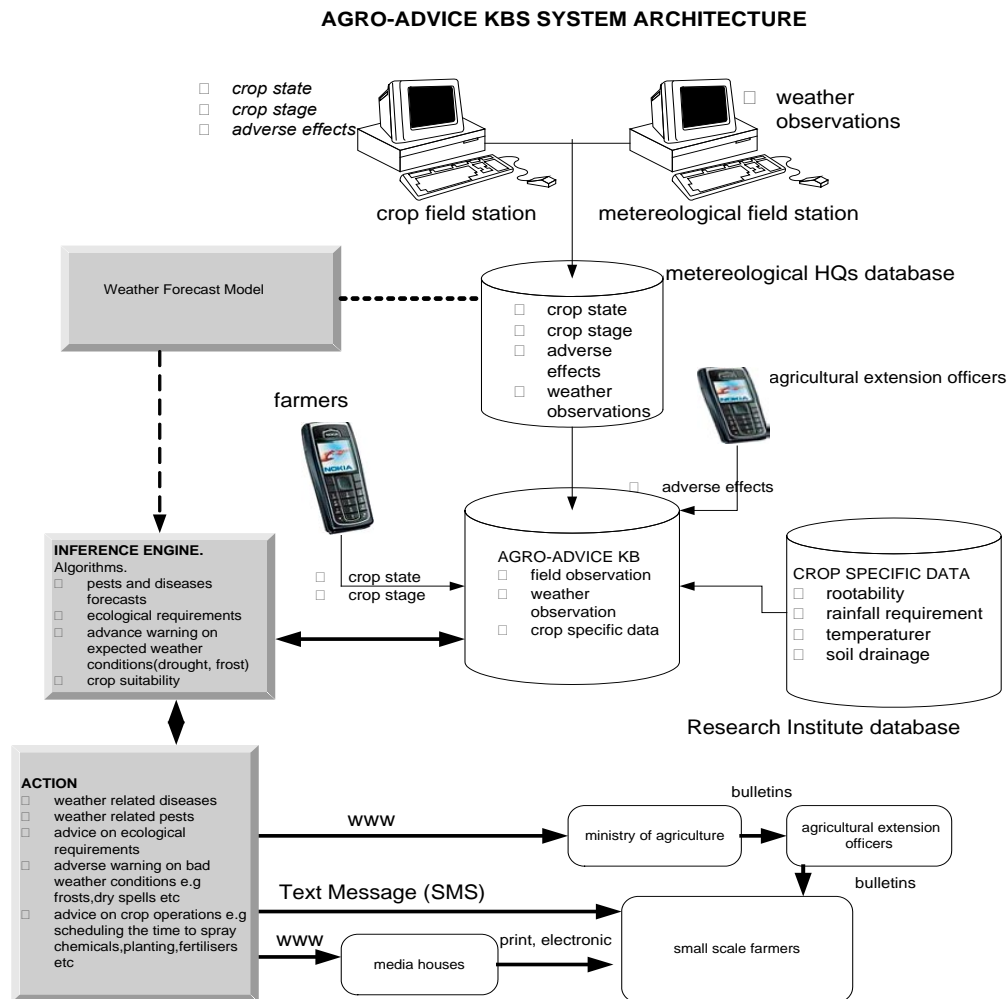 AGRO-ADVICE KBS SYSTEM ARCHITECTURE
crop state
crop stage
adverse effects
weather
observations
crop field station
metereological field station
metereological HQs database
Weather Forecast Model
crop state
crop stage
adverse
effects
weather
observations
agricultural extension officers
farmers
NOKIA
adverse effects
INFERENCE ENGINE.
Algorithms.
pests and diseases
forecasts
ecological requirements
advance warning on
expected weather
conditions(drought, frost)
crop suitability
crop state
crop stage
AGRO-ADVICE KB
field observation
weather
observation
crop specific data
CROP SPECIFIC DATA
rootability
rainfall requirement
temperaturer
soil drainage
Research Institute database
ACTION
weather related diseases
weather related pests
advice on ecological
requirements
adverse warning on bad
weather conditions e.g
frosts,dry spells etc
advice on crop operations e.g
scheduling the time to spray
chemicals,planting,fertilisers
etc
www
ministry of agriculture
bulletins
agricultural extension
officers
bulletins
Text Message (SMS)
www
media houses
print, electronic
small scale farmers